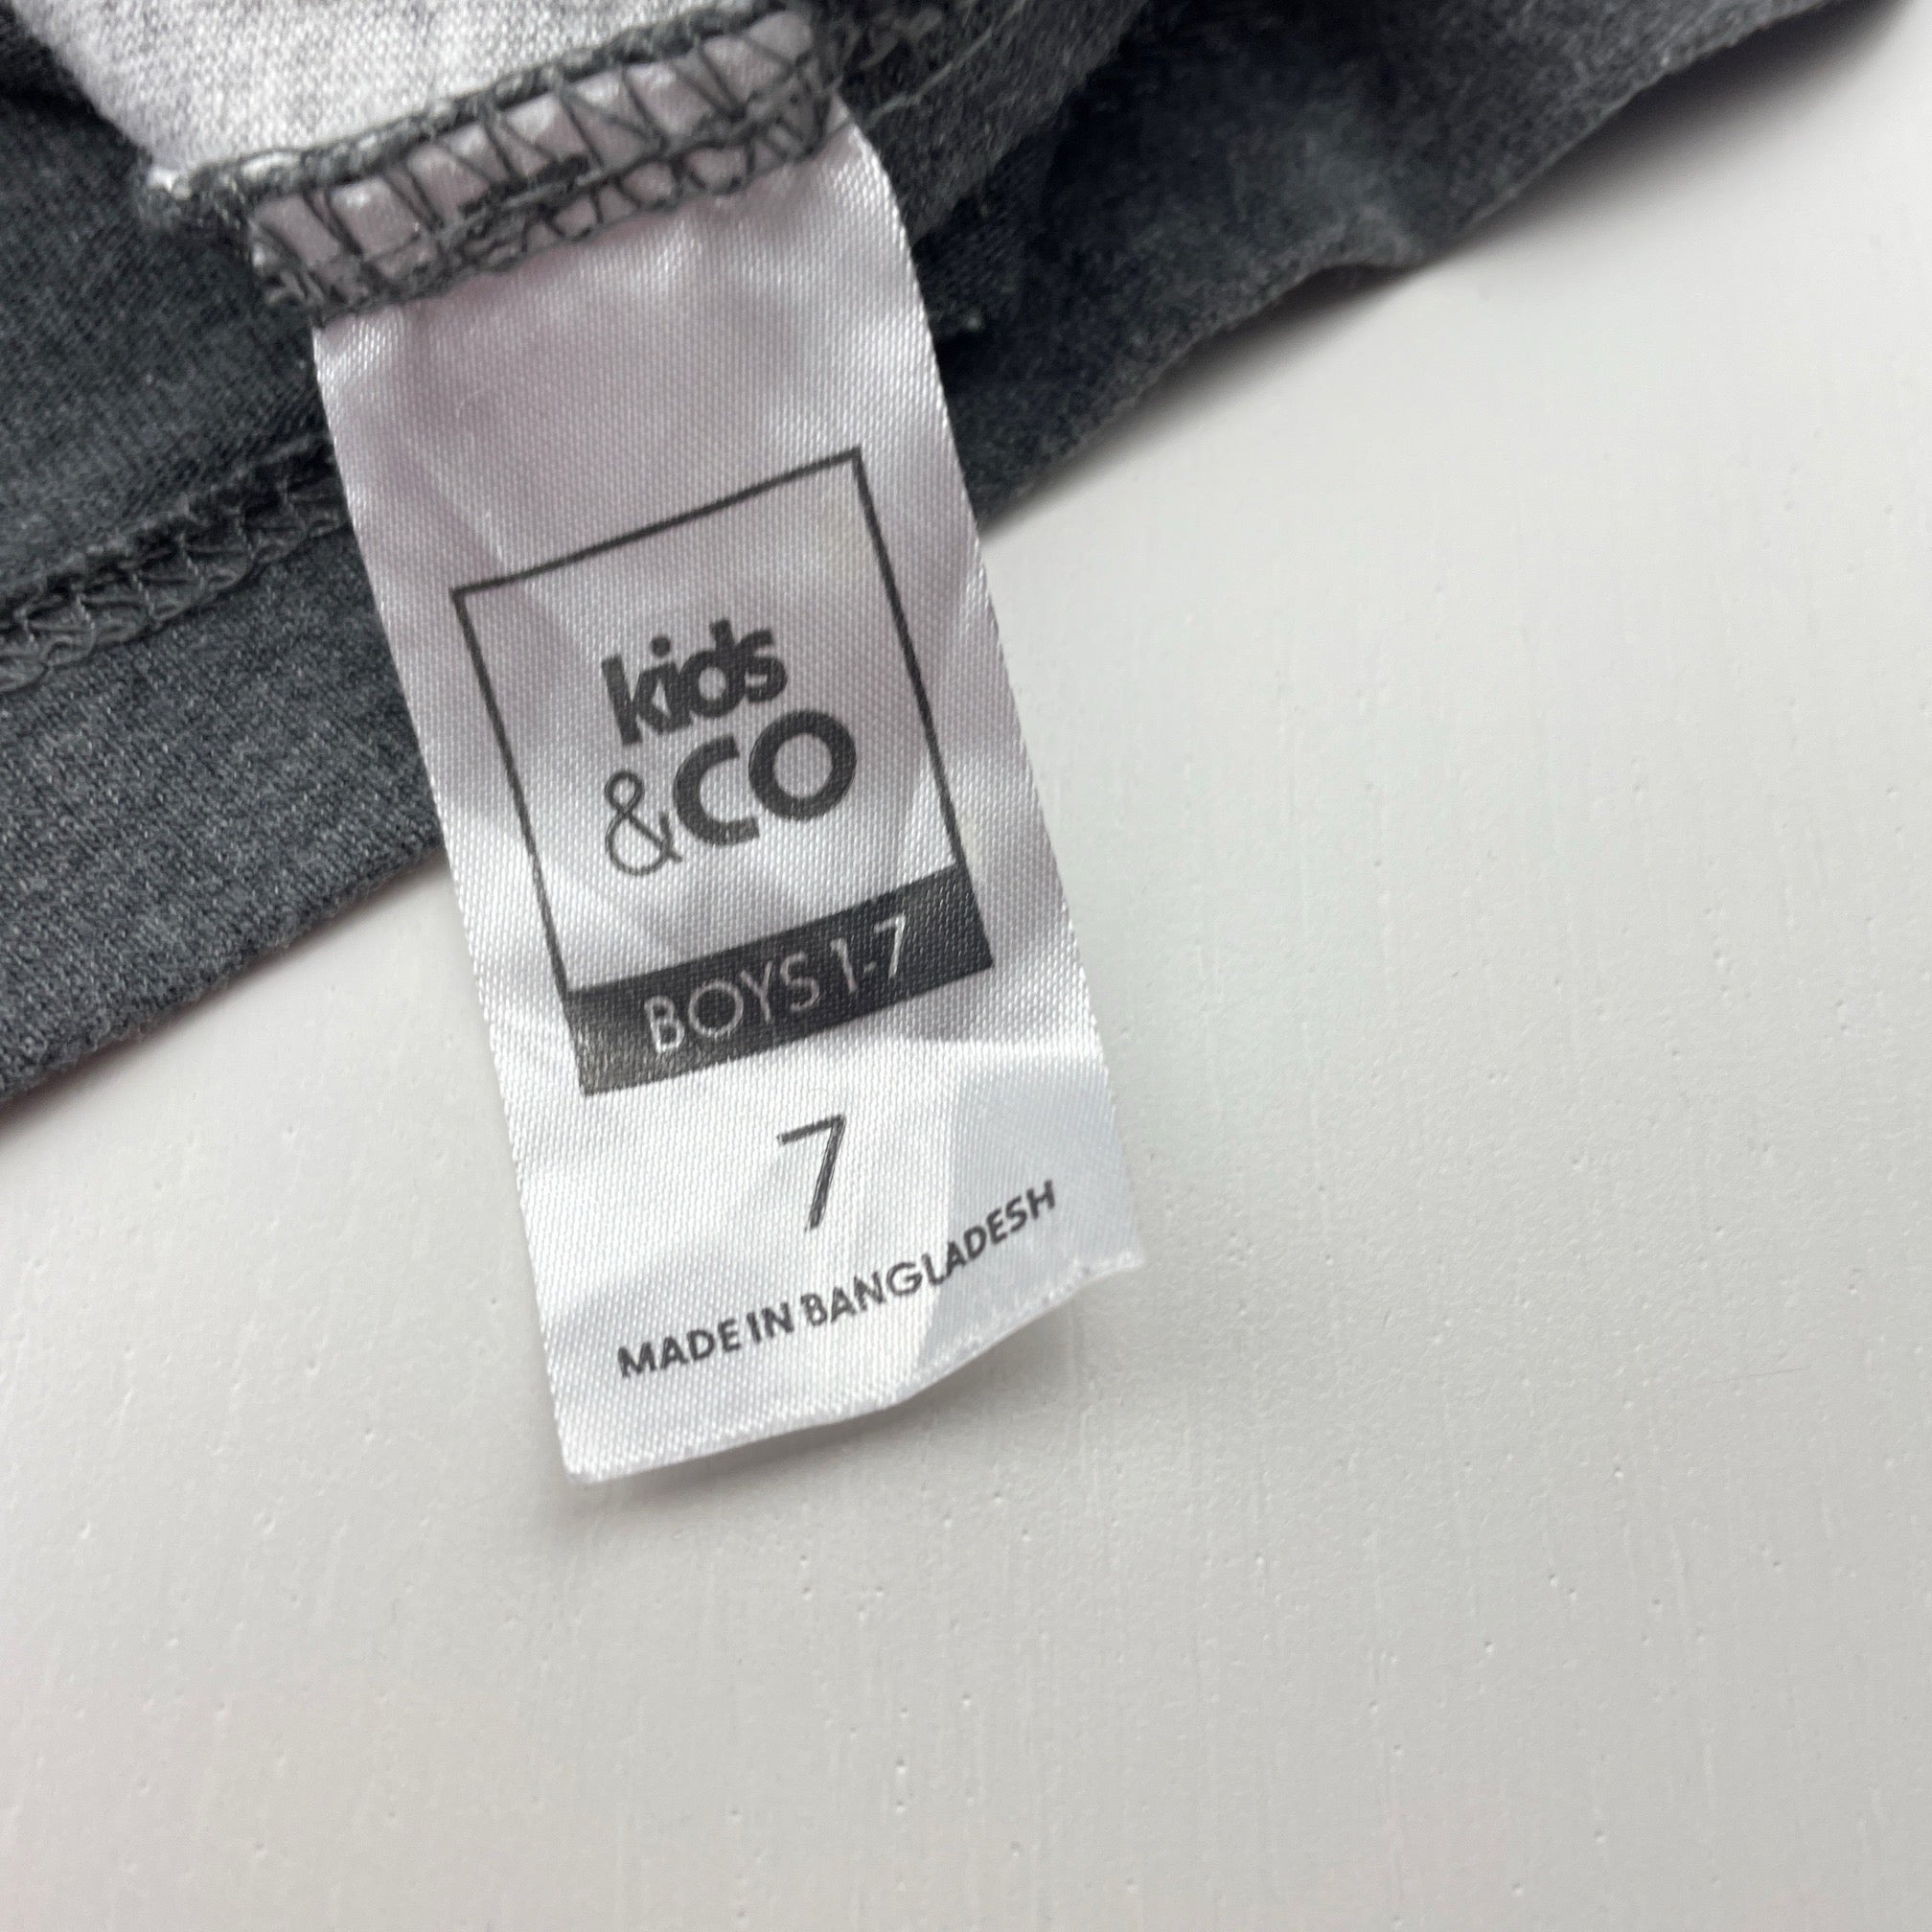 kids
&CO
BOYS 1-7
7
MADE IN BANGLADESH